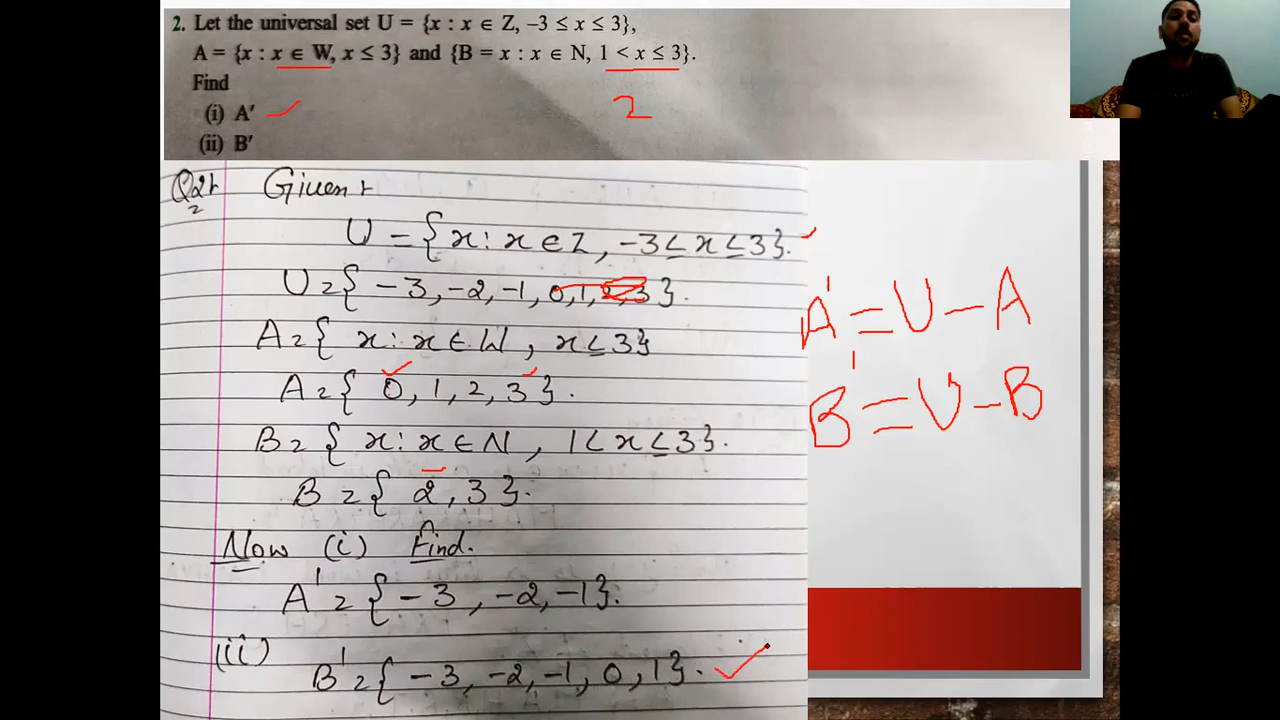 2. Let the universal set U = {x : x ∈ Z, −3 ≤ x ≤ 3},
A = {x : x ∈ W, x ≤ 3} and {B = x : x ∈ N, 1 < x ≤ 3}.
Find
(i) A′
2
(ii) B′
Q2
Given
U = {x : x ∈ Z, −3 ≤ x ≤ 3}.
U = {−3, −2, −1, 0, 1, 2, 3}.
A = {x : x ∈ W, x ≤ 3}
A = {0, 1, 2, 3}.
B = {x : x ∈ N, 1 < x ≤ 3}.
B = {2, 3}.
Now (i) Find.
A′ = {−3, −2, −1}.
(ii)
B′ = {−3, −2, −1, 0, 1}.
A′ = U − A
B′ = U − B